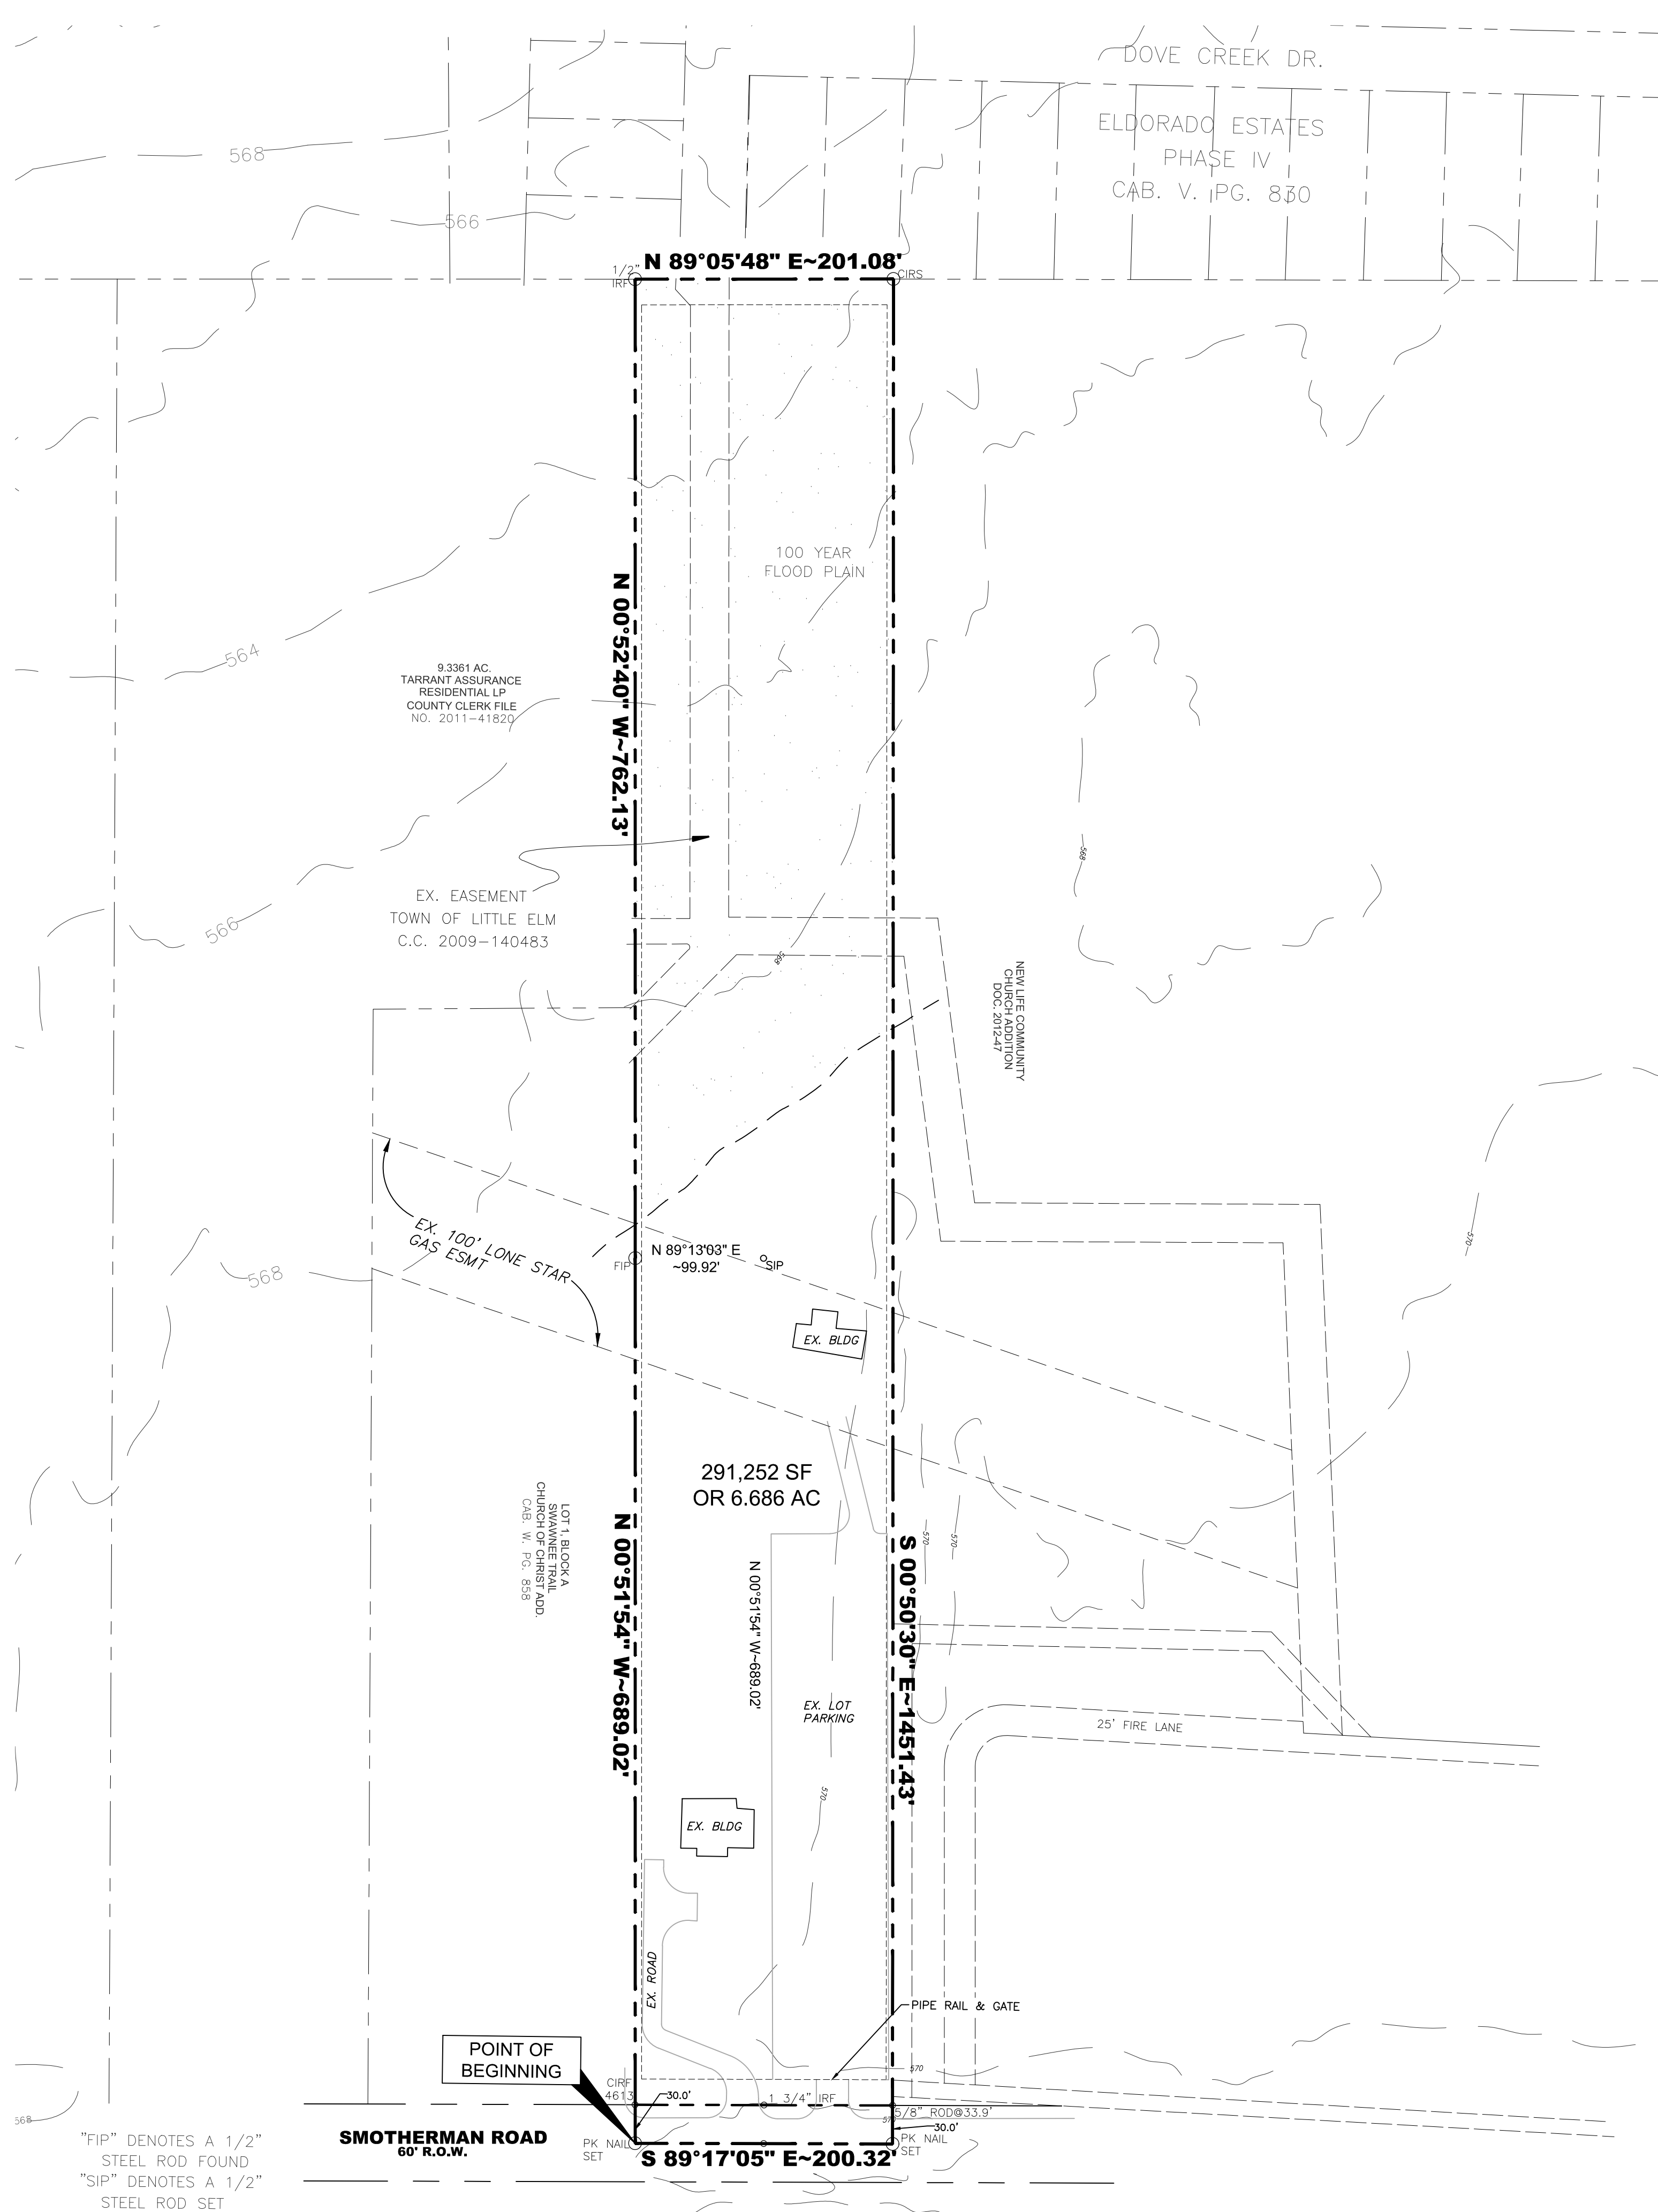 DOVE CREEK DR.
ELDORADO ESTATES
PHASE IV
CAB. V. PG. 830
568
566
N 89°05'48" E~201.08'
1/2"
IRF
CIRS
100 YEAR
FLOOD PLAIN
N 00°52'40" W~762.13'
564
9.3361 AC.
TARRANT ASSURANCE
RESIDENTIAL LP
COUNTY CLERK FILE
NO. 2011-41820
568
EX. EASEMENT
TOWN OF LITTLE ELM
C.C. 2009-140483
566
568
NEW LIFE COMMUNITY
CHURCH ADDITION
DOC. 2012-47
EX. 100' LONE STAR
GAS ESMT
570
568
FIP
N 89°13'03" E
~99.92'
SIP
EX. BLDG
291,252 SF
OR 6.686 AC
LOT 1, BLOCK A
SWAWNEE TRAIL
CHURCH OF CHRIST ADD.
CAB. W. PG. 858
N 00°51'54" W~689.02'
N 00°51'54" W~689.02'
S 00°50'30" E~1451.43'
570
570
EX. LOT
PARKING
25' FIRE LANE
570
EX. BLDG
EX. ROAD
PIPE RAIL & GATE
POINT OF
BEGINNING
570
CIRF
4613
30.0'
1 3/4" IRF
5/8" ROD@33.9'
570
30.0'
568
SMOTHERMAN ROAD
60' R.O.W.
PK NAIL
SET
PK NAIL
SET
S 89°17'05" E~200.32'
"FIP" DENOTES A 1/2"
STEEL ROD FOUND
"SIP" DENOTES A 1/2"
STEEL ROD SET